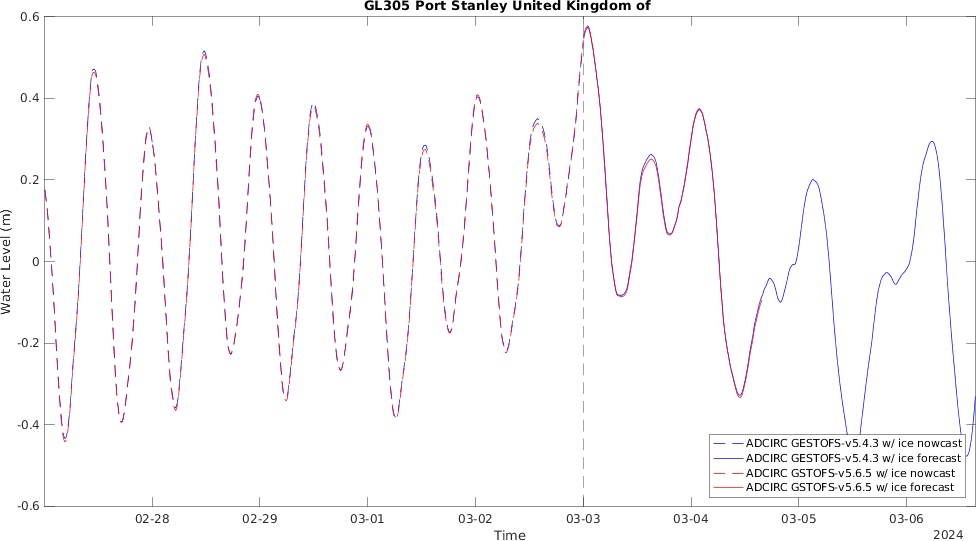 GL305 Port Stanley United Kingdom of
0.6
0.4
0.2
0
-0.2
-0.4
-0.6
Water Level (m)
02-28
02-29
03-01
03-02
03-03
03-04
03-05
03-06
Time
2024
ADCIRC GESTOFS-v5.4.3 w/ ice nowcast
ADCIRC GESTOFS-v5.4.3 w/ ice forecast
ADCIRC GSTOFS-v5.6.5 w/ ice nowcast
ADCIRC GSTOFS-v5.6.5 w/ ice forecast